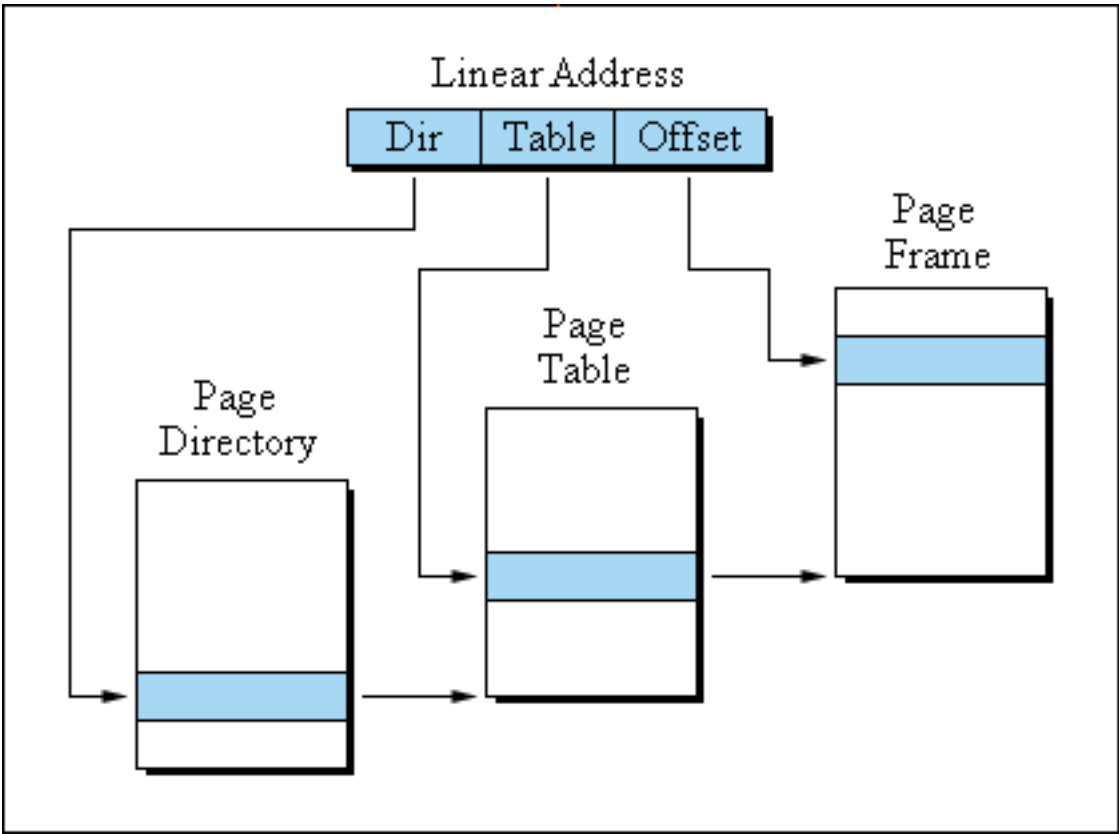 Linear Address
Dir Table Offset
Page
Frame
Page
Table
Page
Directory